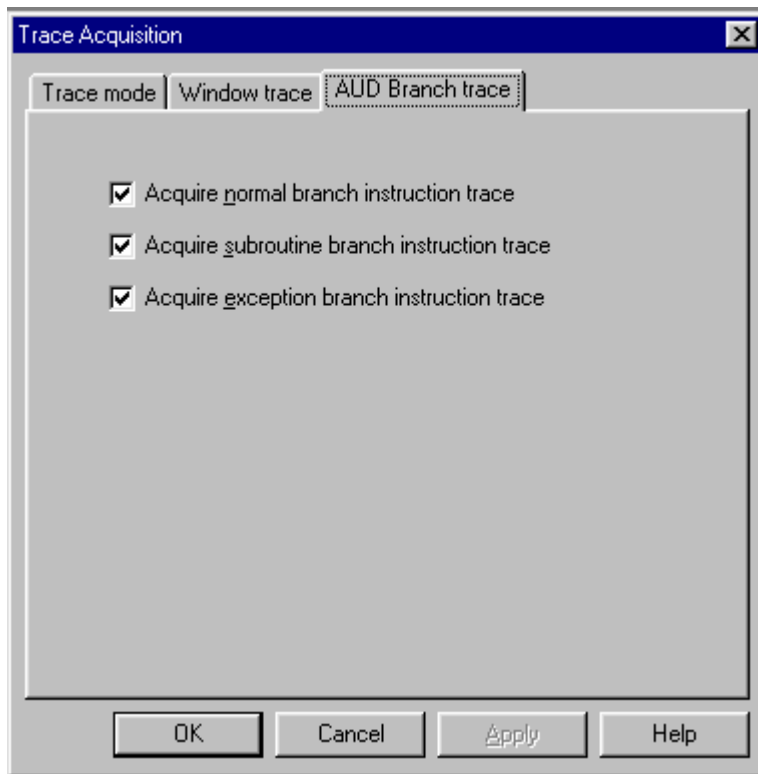 Trace Acquisition
Trace mode Window trace AUD Branch trace
Acquire normal branch instruction trace
Acquire subroutine branch instruction trace
Acquire exception branch instruction trace
OK Cancel Apply Help